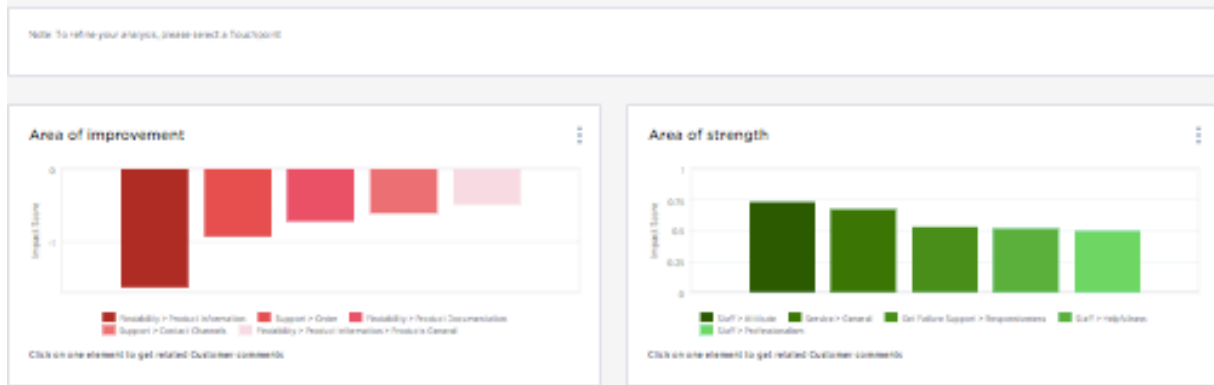 Note: To refine your analysis, please select a Touchpoint!
Area of improvement
0
-1
Impact Score
Findability > Product Information
Support > Order
Findability > Product Documentation
Support > Contact Channels
Findability > Product Information > Products General
Click on one element to get related Customer comments
Area of strength
1
0.75
0.5
0.25
0
Impact Score
Staff > Attitude
Service > General
Get Failure Support > Responsiveness
Staff > Helpfulness
Staff > Professionalism
Click on one element to get related Customer comments